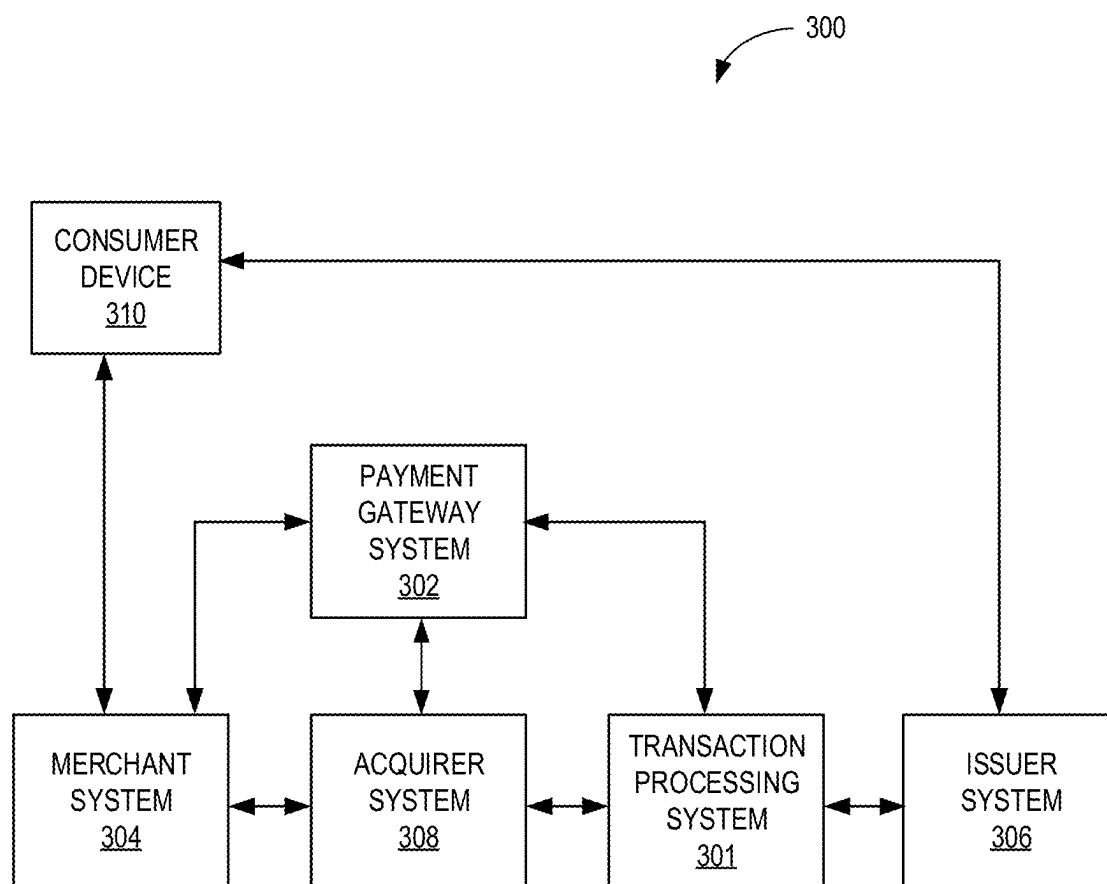 300
CONSUMER
DEVICE
310
PAYMENT
GATEWAY
SYSTEM
302
MERCHANT
SYSTEM
304
ACQUIRER
SYSTEM
308
TRANSACTION
PROCESSING
SYSTEM
301
ISSUER
SYSTEM
306